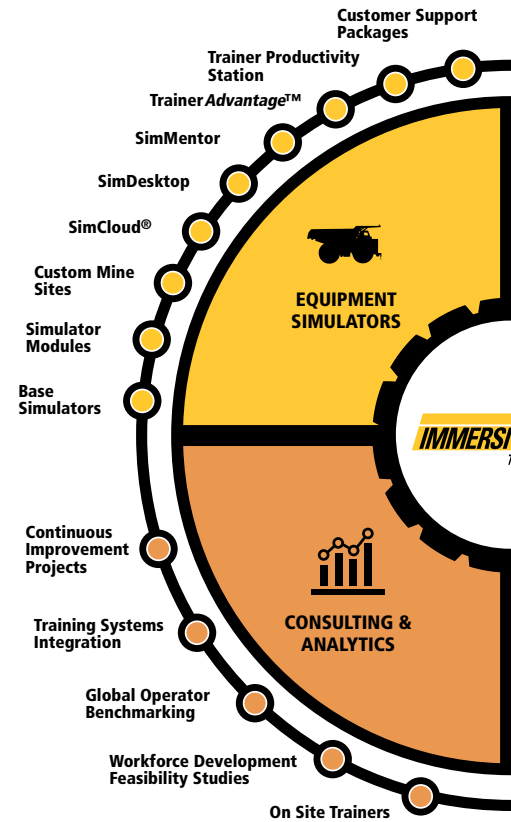 Customer Support
Packages
Trainer Productivity
Station
TrainerAdvantage™
SimMentor
SimDesktop
SimCloud®
Custom Mine
Sites
Simulator
Modules
Base
Simulators
EQUIPMENT
SIMULATORS
CONSULTING &
ANALYTICS
Continuous
Improvement
Projects
Training Systems
Integration
Global Operator
Benchmarking
Workforce Development
Feasibility Studies
On Site Trainers